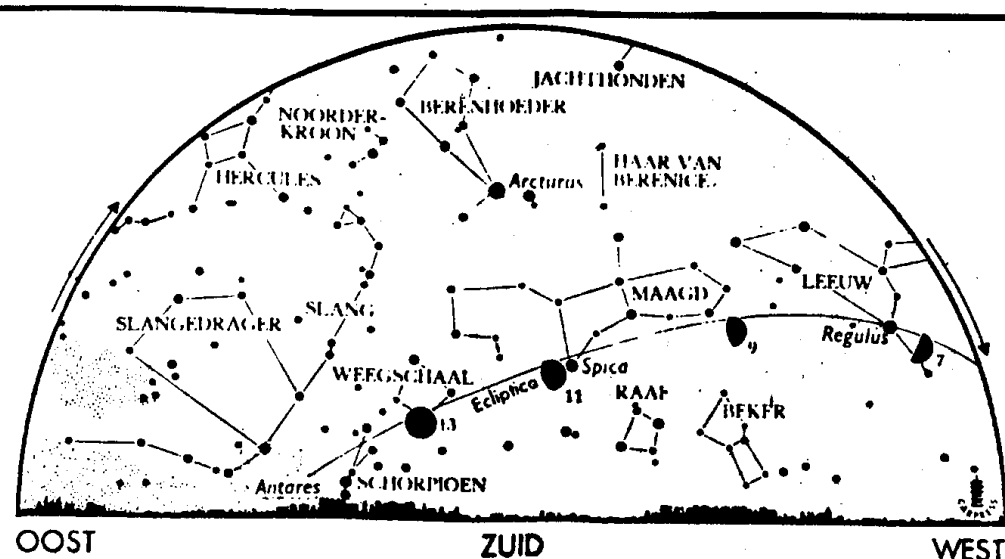 JACHTHONDEN
NOORDER-
KROON
BERENHOEDER
HERCULES
Arcturus
HAAR VAN
BERENICE
SLANGEDRAGER
SLANG
MAAGD
LEEUW
9
Regulus
7
WEEGSCHAAL
Ecliptica
Spica
11
RAAF
BEKER
13
Antares
SCHORPIOEN
OOST
ZUID
WEST